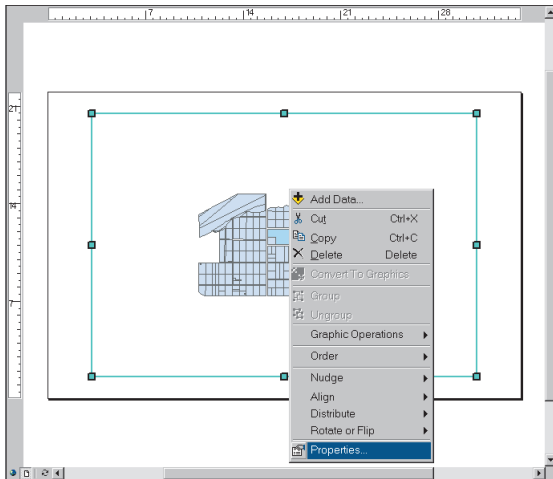 7 14 21 28
21
14
7
Add Data...
Cut Ctrl+X
Copy Ctrl+C
Delete Delete
Convert To Graphics
Group
Ungroup
Graphic Operations
Order
Nudge
Align
Distribute
Rotate or Flip
Properties...